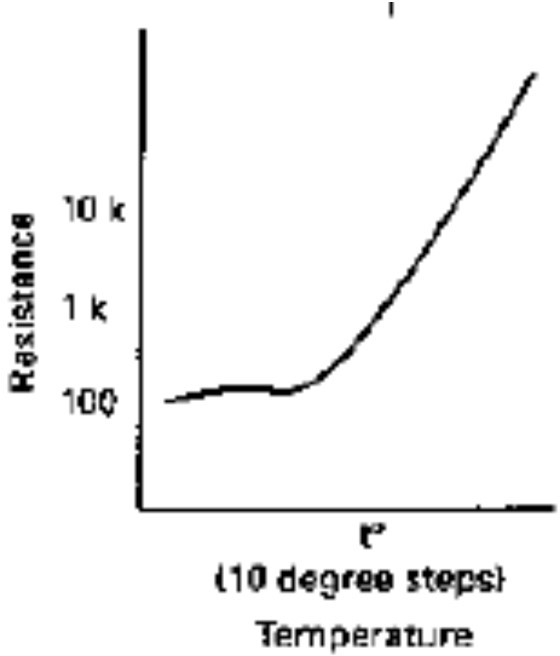 Resistance
10 k
1 k
100
t°
(10 degree steps)
Temperature